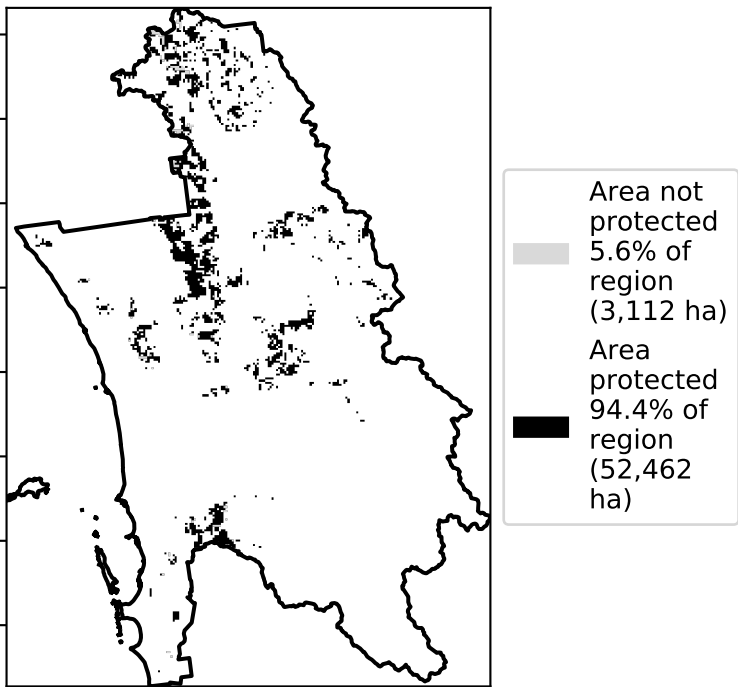 Area not
protected
5.6% of
region
(3,112 ha)
Area
protected
94.4% of
region
(52,462
ha)